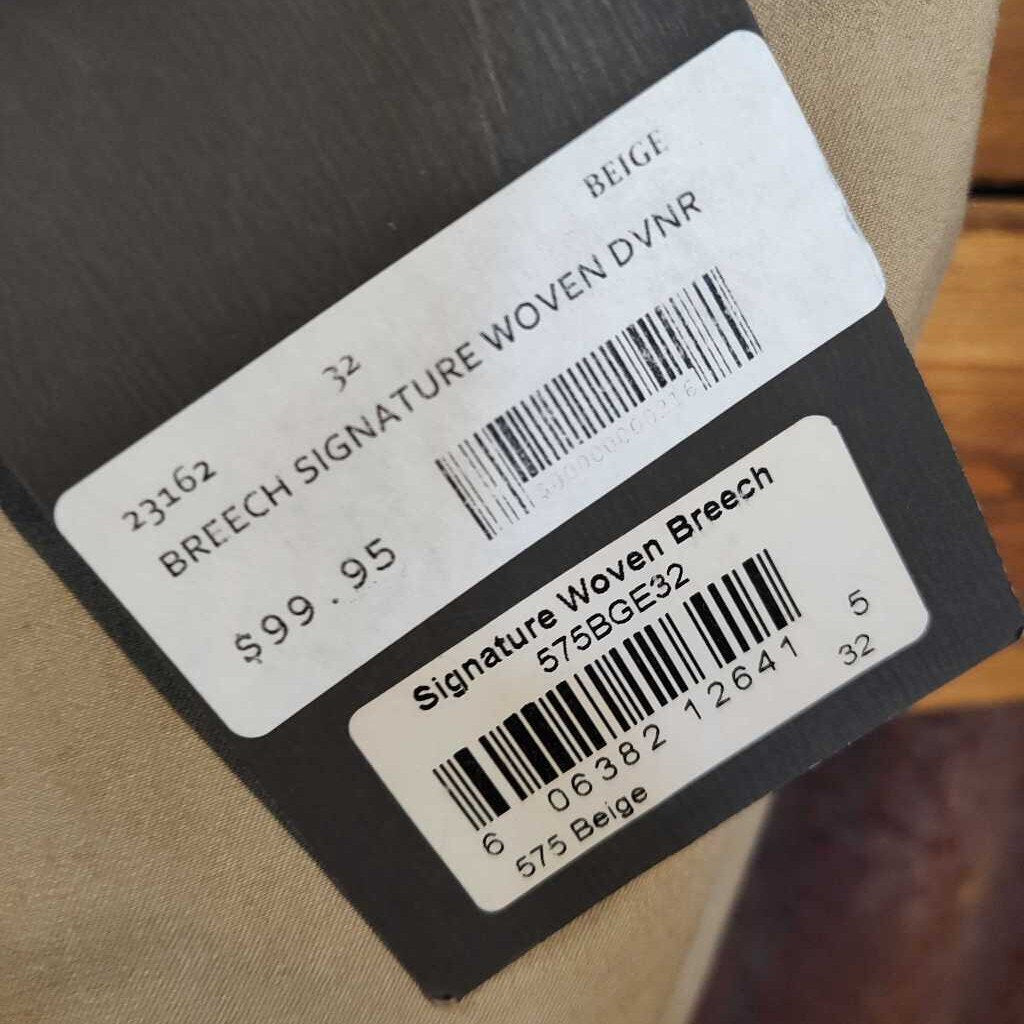 BEIGE
23162 32
BREECH SIGNATURE WOVEN DVNR
$99.95
Signature Woven Breech
575BGE32
6 06382 12641 5
575 Beige 32